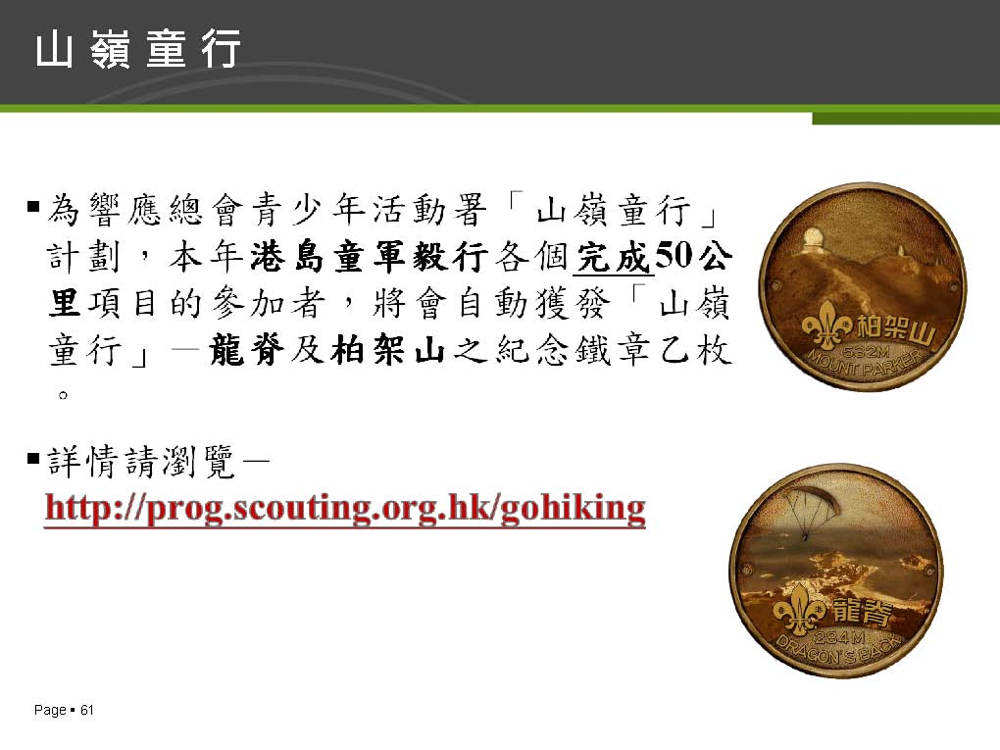 山嶺童行
▪為響應總會青少年活動署「山嶺童行」
計劃，本年港島童軍毅行各個完成50公
里項目的參加者，將會自動獲發「山嶺
童行」－龍脊及柏架山之紀念鐵章乙枚
。
柏架山
532M
MOUNT PARKER
▪詳情請瀏覽－
http://prog.scouting.org.hk/gohiking
香 港
龍脊
284M
DRAGON'S BACK
Page ▪ 61